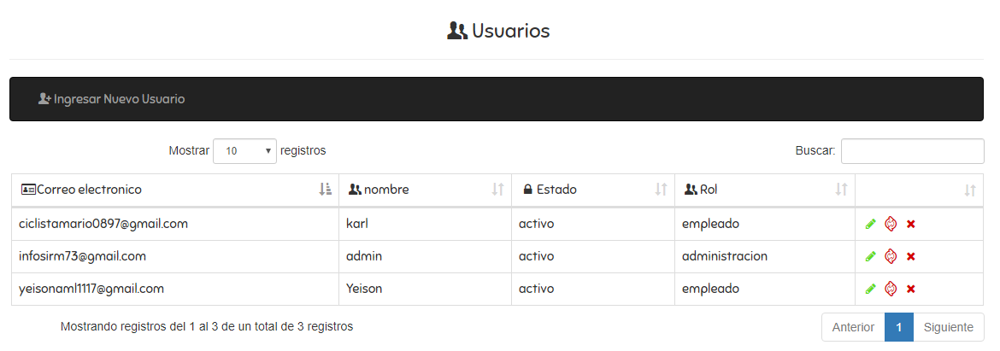 Usuarios
Ingresar Nuevo Usuario
Mostrar 10 registros Buscar:
Correo electronico nombre Estado Rol
ciclistamario0897@gmail.com karl activo empleado
infosirm73@gmail.com admin activo administracion
yeisonaml1117@gmail.com Yeison activo empleado
Mostrando registros del 1 al 3 de un total de 3 registros Anterior 1 Siguiente